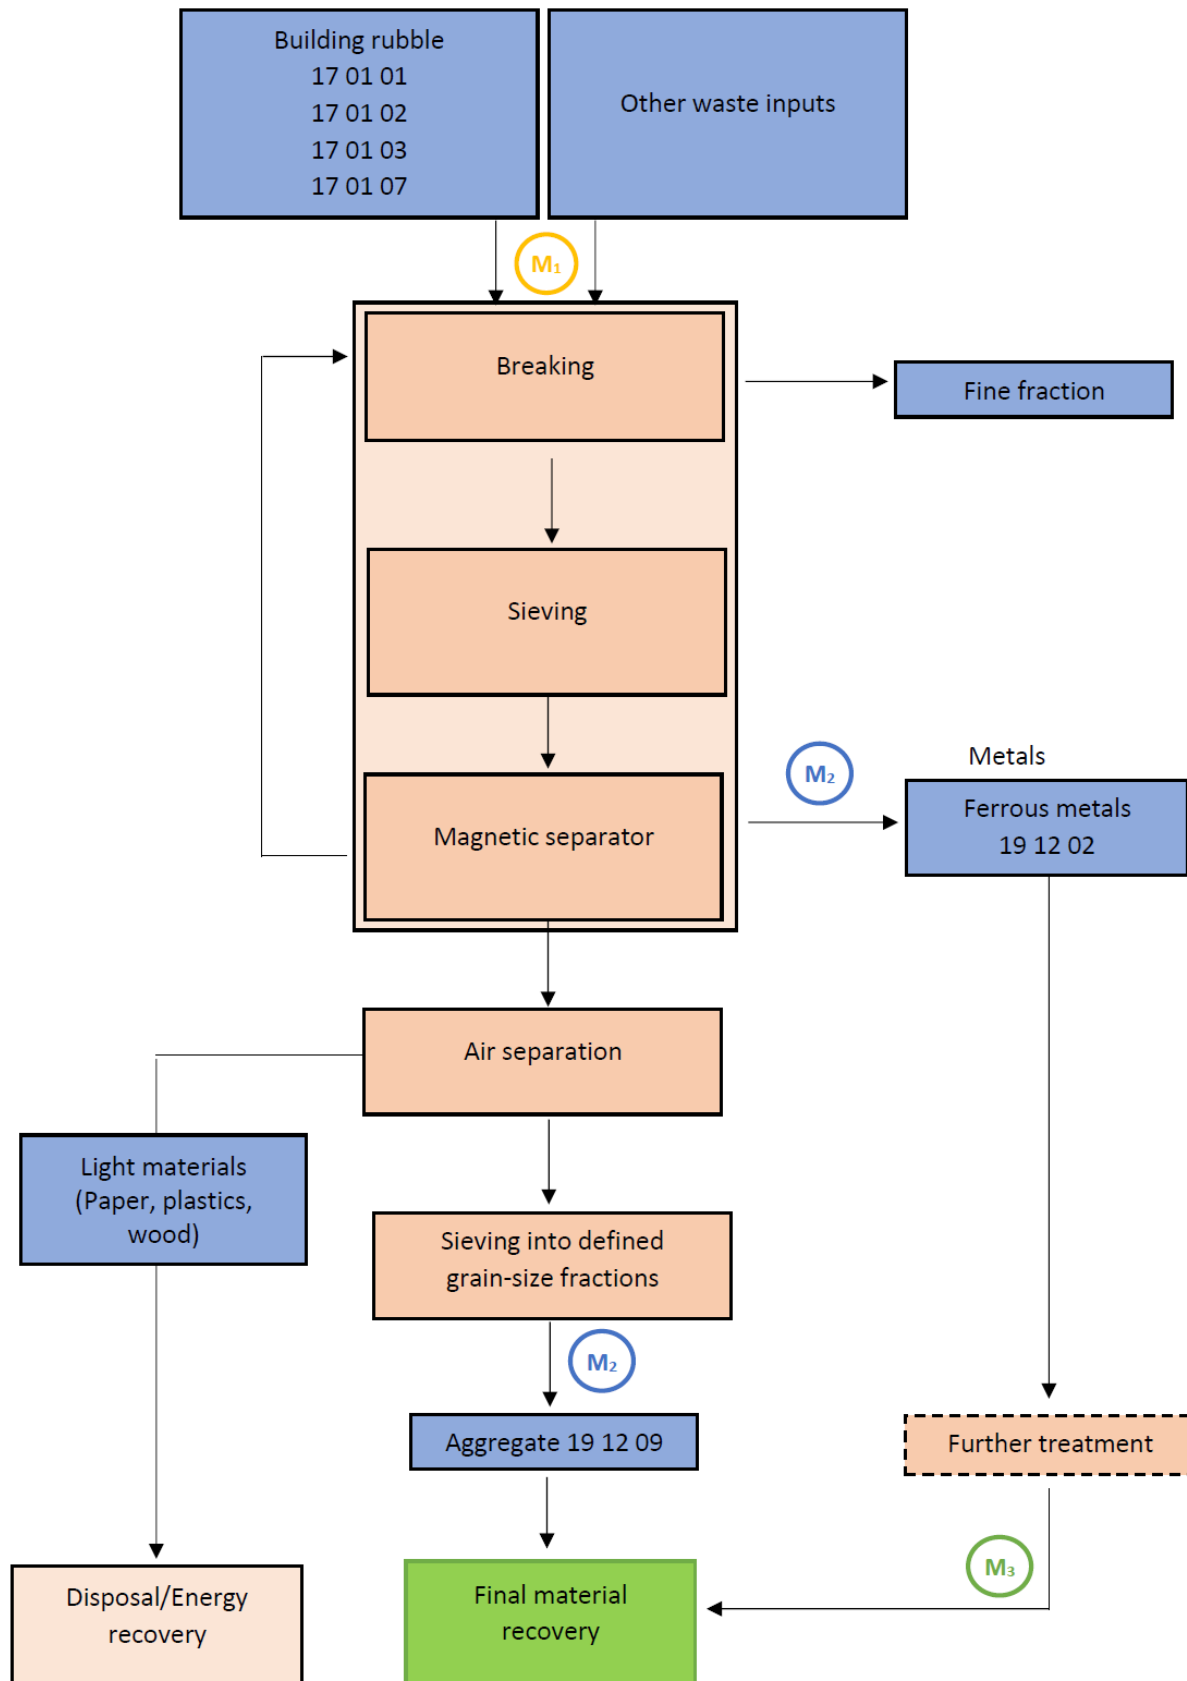 Building rubble
17 01 01
17 01 02
17 01 03
17 01 07
Other waste inputs
M₁
Breaking
Fine fraction
Sieving
Magnetic separator
M₂
Metals
Ferrous metals
19 12 02
Air separation
Light materials
(Paper, plastics,
wood)
Sieving into defined
grain-size fractions
M₂
Aggregate 19 12 09
Further treatment
M₃
Disposal/Energy
recovery
Final material
recovery